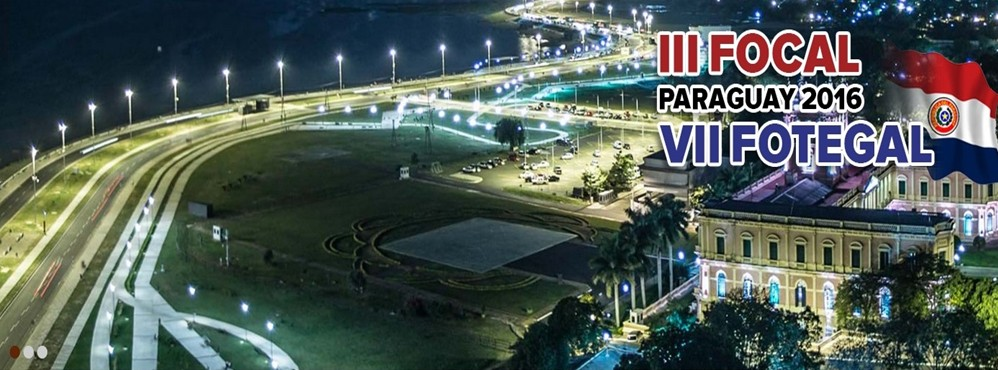 III FOCAL
PARAGUAY 2016
VII FOTEGAL